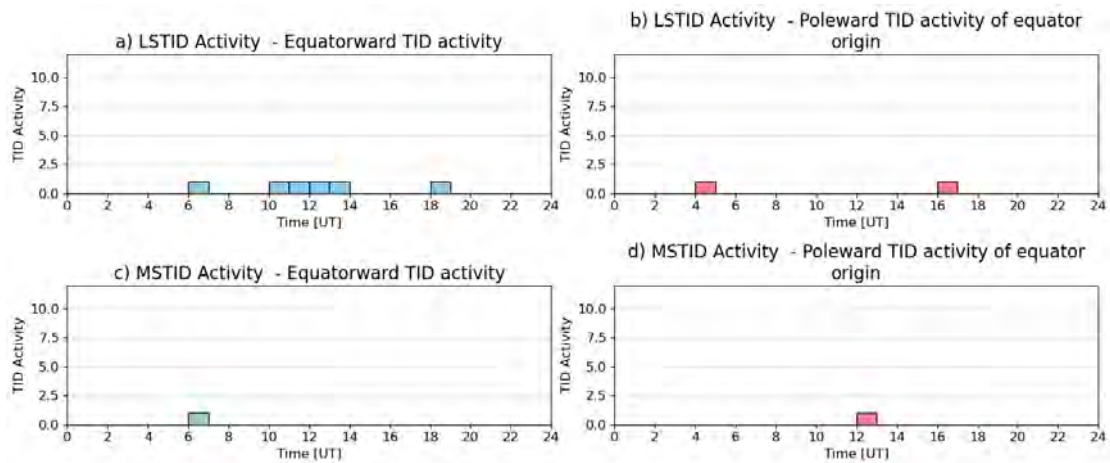 a) LSTID Activity - Equatorward TID activity
10.0
7.5
5.0
2.5
0.0
TID Activity
0 2 4 6 8 10 12 14 16 18 20 22 24
Time [UT]
b) LSTID Activity - Poleward TID activity of equator
origin
10.0
7.5
5.0
2.5
0.0
TID Activity
0 2 4 6 8 10 12 14 16 18 20 22 24
Time [UT]
c) MSTID Activity - Equatorward TID activity
10.0
7.5
5.0
2.5
0.0
TID Activity
0 2 4 6 8 10 12 14 16 18 20 22 24
Time [UT]
d) MSTID Activity - Poleward TID activity of equator
origin
10.0
7.5
5.0
2.5
0.0
TID Activity
0 2 4 6 8 10 12 14 16 18 20 22 24
Time [UT]